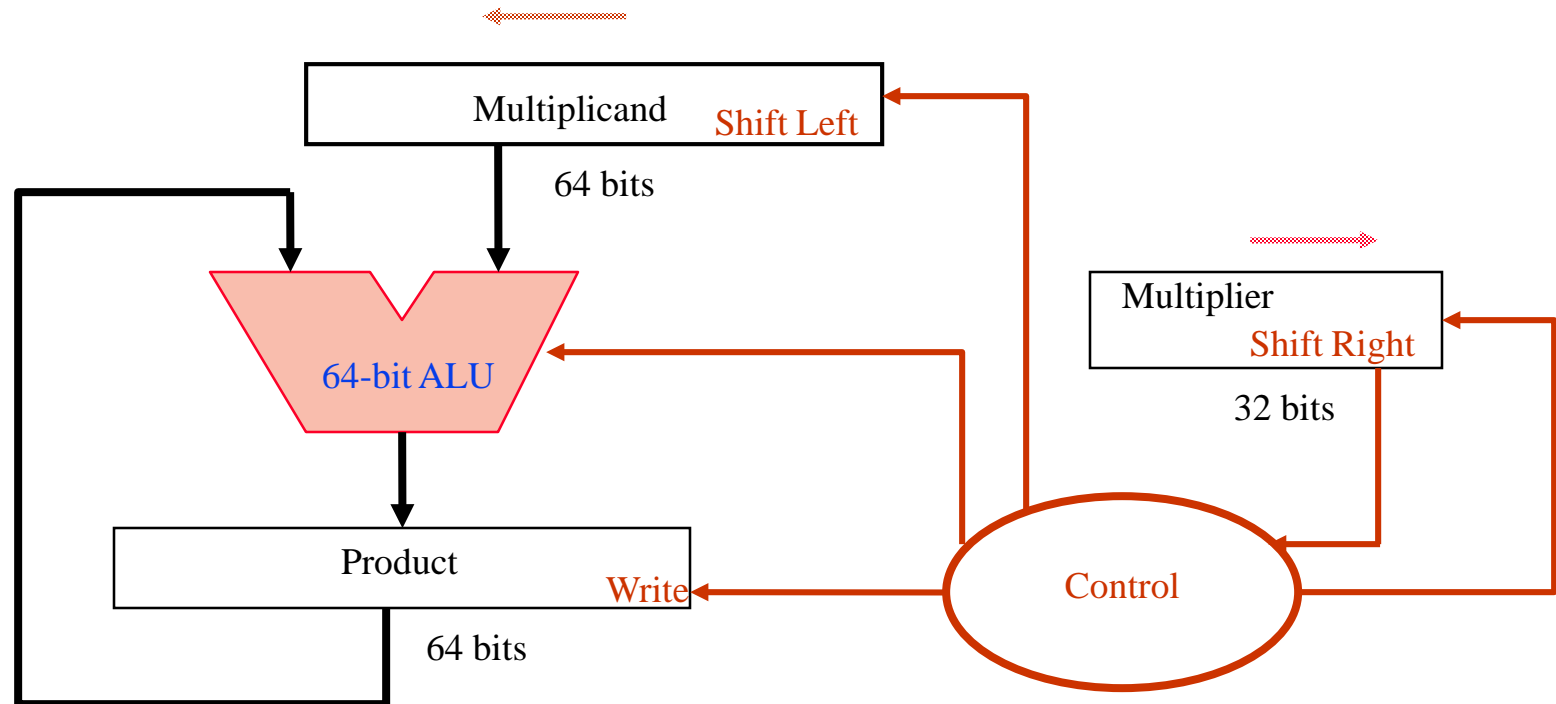 Multiplicand
Shift Left
64 bits
Multiplier
Shift Right
64-bit ALU
32 bits
Product
Write
Control
64 bits